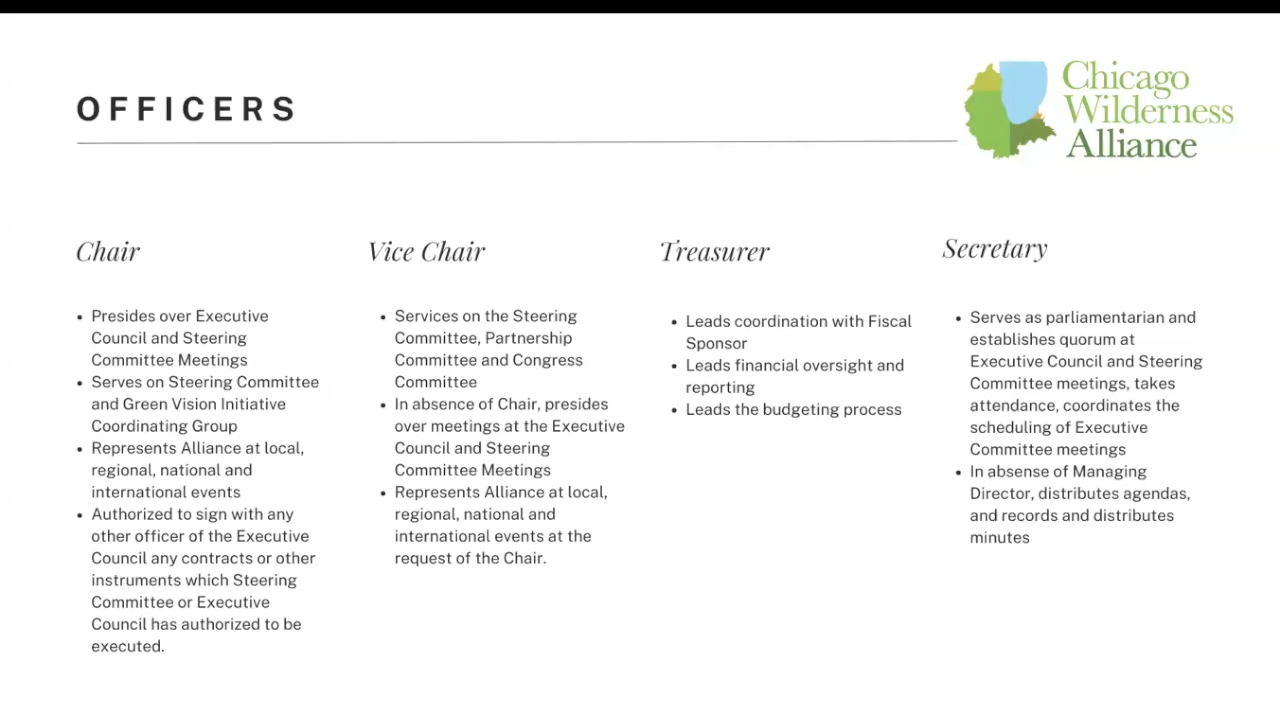 OFFICERS
Chicago
Wilderness
Alliance
Chair
• Presides over Executive
Council and Steering
Committee Meetings
• Serves on Steering Committee
and Green Vision Initiative
Coordinating Group
• Represents Alliance at local,
regional, national and
international events
• Authorized to sign with any
other officer of the Executive
Council any contracts or other
instruments which Steering
Committee or Executive
Council has authorized to be
executed.
Vice Chair
• Services on the Steering
Committee, Partnership
Committee and Congress
Committee
• In absence of Chair, presides
over meetings at the Executive
Council and Steering
Committee Meetings
• Represents Alliance at local,
regional, national and
international events at the
request of the Chair.
Treasurer
• Leads coordination with Fiscal
Sponsor
• Leads financial oversight and
reporting
• Leads the budgeting process
Secretary
• Serves as parliamentarian and
establishes quorum at
Executive Council and Steering
Committee meetings, takes
attendance, coordinates the
scheduling of Executive
Committee meetings
• In absense of Managing
Director, distributes agendas,
and records and distributes
minutes